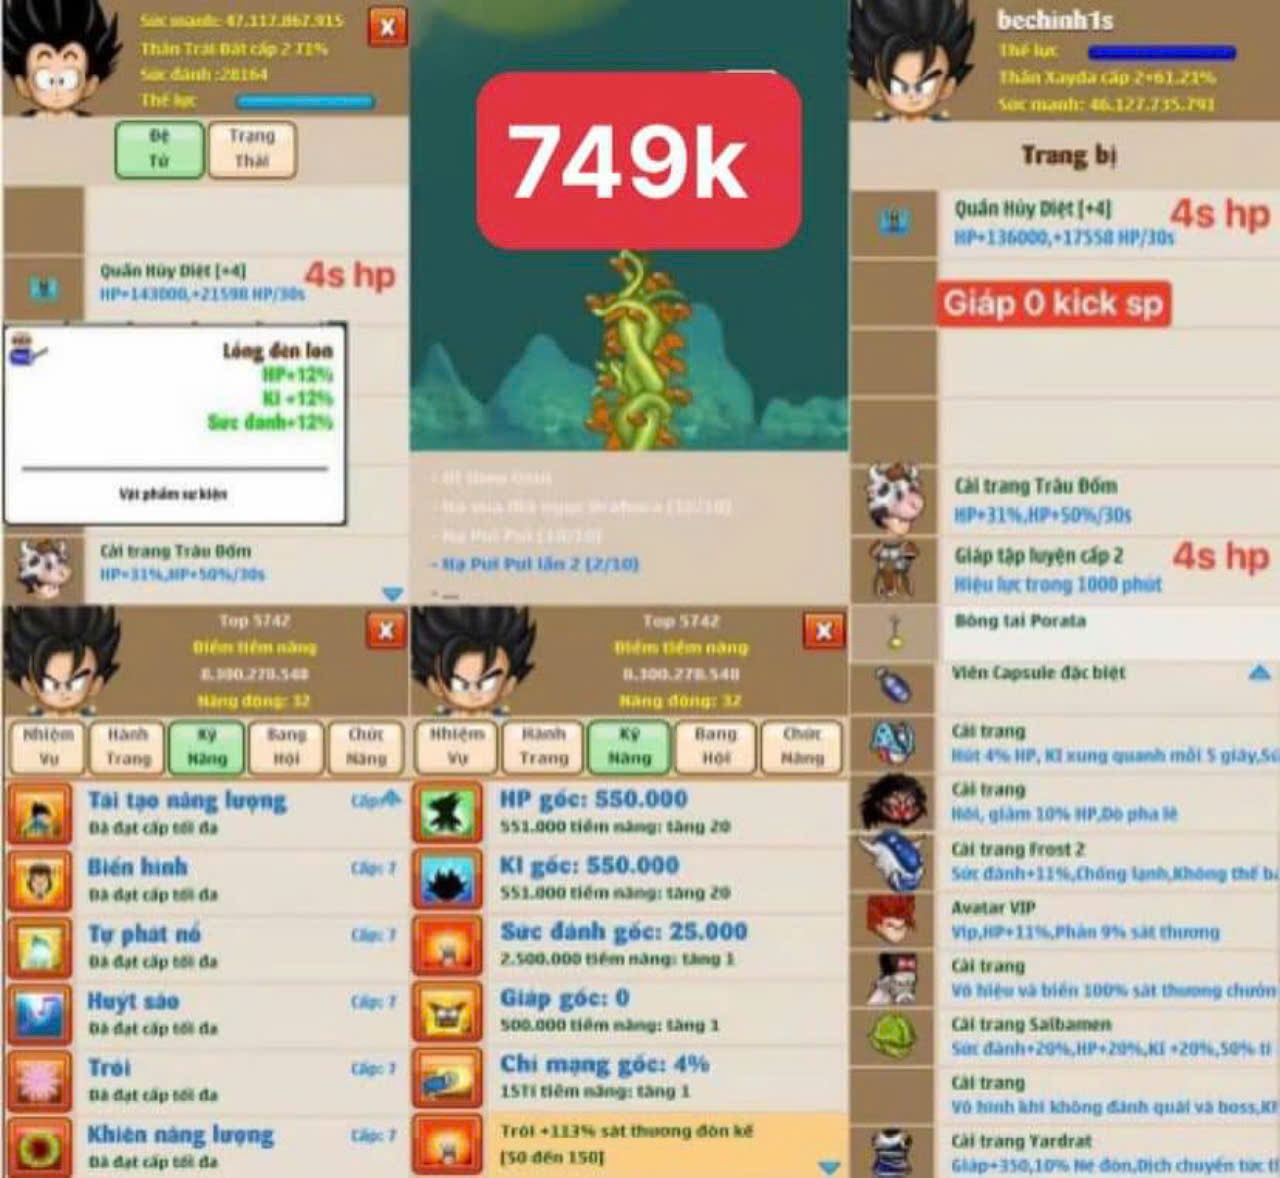 Sức mạnh: 47.117.867.915
Thần Trái Đất cấp 2 71%
Sức đánh :28164
Thể lực
X
Đệ
Tử
Trạng
Thái
Quần Hủy Diệt [+4]
HP+143000,+21598 HP/30s
4s hp
Lồng đèn lon
HP+12%
KI +12%
Sức đánh+12%
Vật phẩm sự kiện
Cải trang Trâu Đốm
HP+31%,HP+50%/30s
749k
- Hạ Pui Pui (10/10)
- Hạ Pui Pui lần 2 (2/10)
- ...
bechinh1s
Thể lực
Thần Xayda cấp 2+61.21%
Sức mạnh: 46.127.735.791
Trang bị
Quần Hủy Diệt [+4]
HP+136000,+17558 HP/30s
4s hp
Giáp 0 kick sp
Cải trang Trâu Đốm
HP+31%,HP+50%/30s
Giáp tập luyện cấp 2
Hiệu lực trong 1000 phút
4s hp
Bông tai Porata
Viên Capsule đặc biệt
Cải trang
Hút 4% HP, KI xung quanh mỗi 5 giây,Sứ
Cải trang
Hôi, giảm 10% HP,Dò pha lê
Cải trang Frost 2
Sức đánh+11%,Chống lạnh,Không thể b
Avatar VIP
Vip,HP+11%,Phản 9% sát thương
Cải trang
Vô hiệu và biến 100% sát thương chưởn
Cải trang Saibamen
Sức đánh+20%,HP+20%,KI +20%,50% tỉ
Cải trang
Vô hình khi không đánh quái và boss,KI
Cải trang Yardrat
Giáp+350,10% Né đòn,Dịch chuyển tức t
Top 5742
X
Điểm tiềm năng
8.300.278.548
Năng động: 32
Nhiệm
Vụ
Hành
Trang
Kỹ
Năng
Bang
Hội
Chức
Năng
Tái tạo năng lượng
Đã đạt cấp tối đa
Biến hình
Cấp: 7
Đã đạt cấp tối đa
Tự phát nổ
Cấp: 7
Đã đạt cấp tối đa
Huýt sáo
Cấp: 7
Đã đạt cấp tối đa
Trói
Cấp: 7
Đã đạt cấp tối đa
Khiên năng lượng
Cấp: 7
Đã đạt cấp tối đa
Top 5742
X
Điểm tiềm năng
8.300.278.548
Năng động: 32
Nhiệm
Vụ
Hành
Trang
Kỹ
Năng
Bang
Hội
Chức
Năng
HP gốc: 550.000
551.000 tiềm năng: tăng 20
KI gốc: 550.000
551.000 tiềm năng: tăng 20
Sức đánh gốc: 25.000
2.500.000 tiềm năng: tăng 1
Giáp gốc: 0
500.000 tiềm năng: tăng 1
Chí mạng gốc: 4%
15Tỉ tiềm năng: tăng 1
Trói +113% sát thương đòn kế
[50 đến 150]